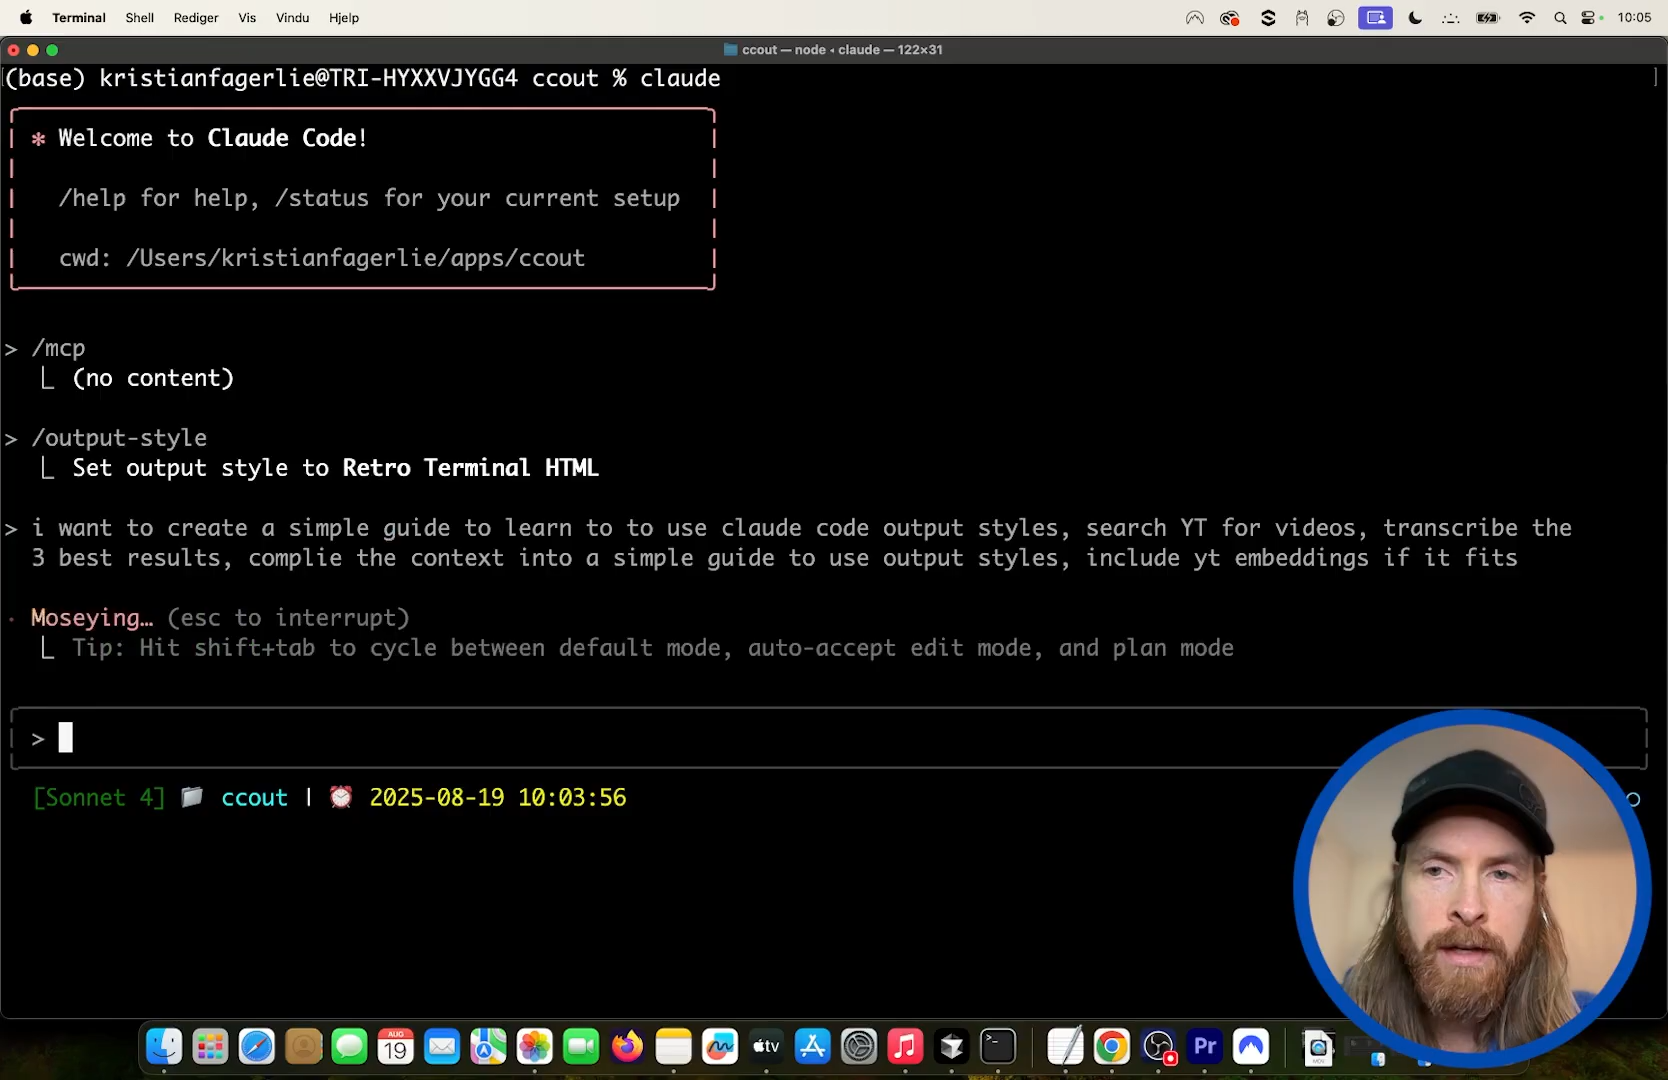 Terminal Shell Rediger Vis Vindu Hjelp 10:05
ccout — node ◂ claude — 122×31
(base) kristianfagerlie@TRI-HYXXVJYGG4 ccout % claude
* Welcome to Claude Code!
/help for help, /status for your current setup
cwd: /Users/kristianfagerlie/apps/ccout
> /mcp
(no content)
> /output-style
Set output style to Retro Terminal HTML
> i want to create a simple guide to learn to to use claude code output styles, search YT for videos, transcribe the
3 best results, complie the context into a simple guide to use output styles, include yt embeddings if it fits
· Moseying… (esc to interrupt)
Tip: Hit shift+tab to cycle between default mode, auto-accept edit mode, and plan mode
>
[Sonnet 4] ccout | 2025-08-19 10:03:56
AUG
19
tv
>_
Pr